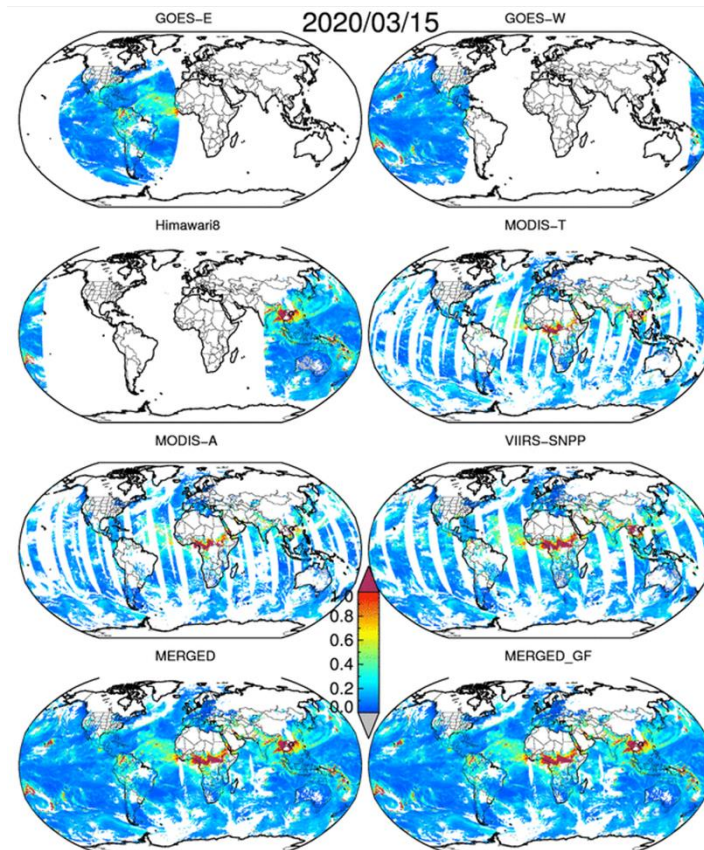 2020/03/15
GOES-E
GOES-W
Himawari8
MODIS-T
MODIS-A
VIIRS-SNPP
1.0
0.8
0.6
0.4
0.2
0.0
MERGED
MERGED_GF